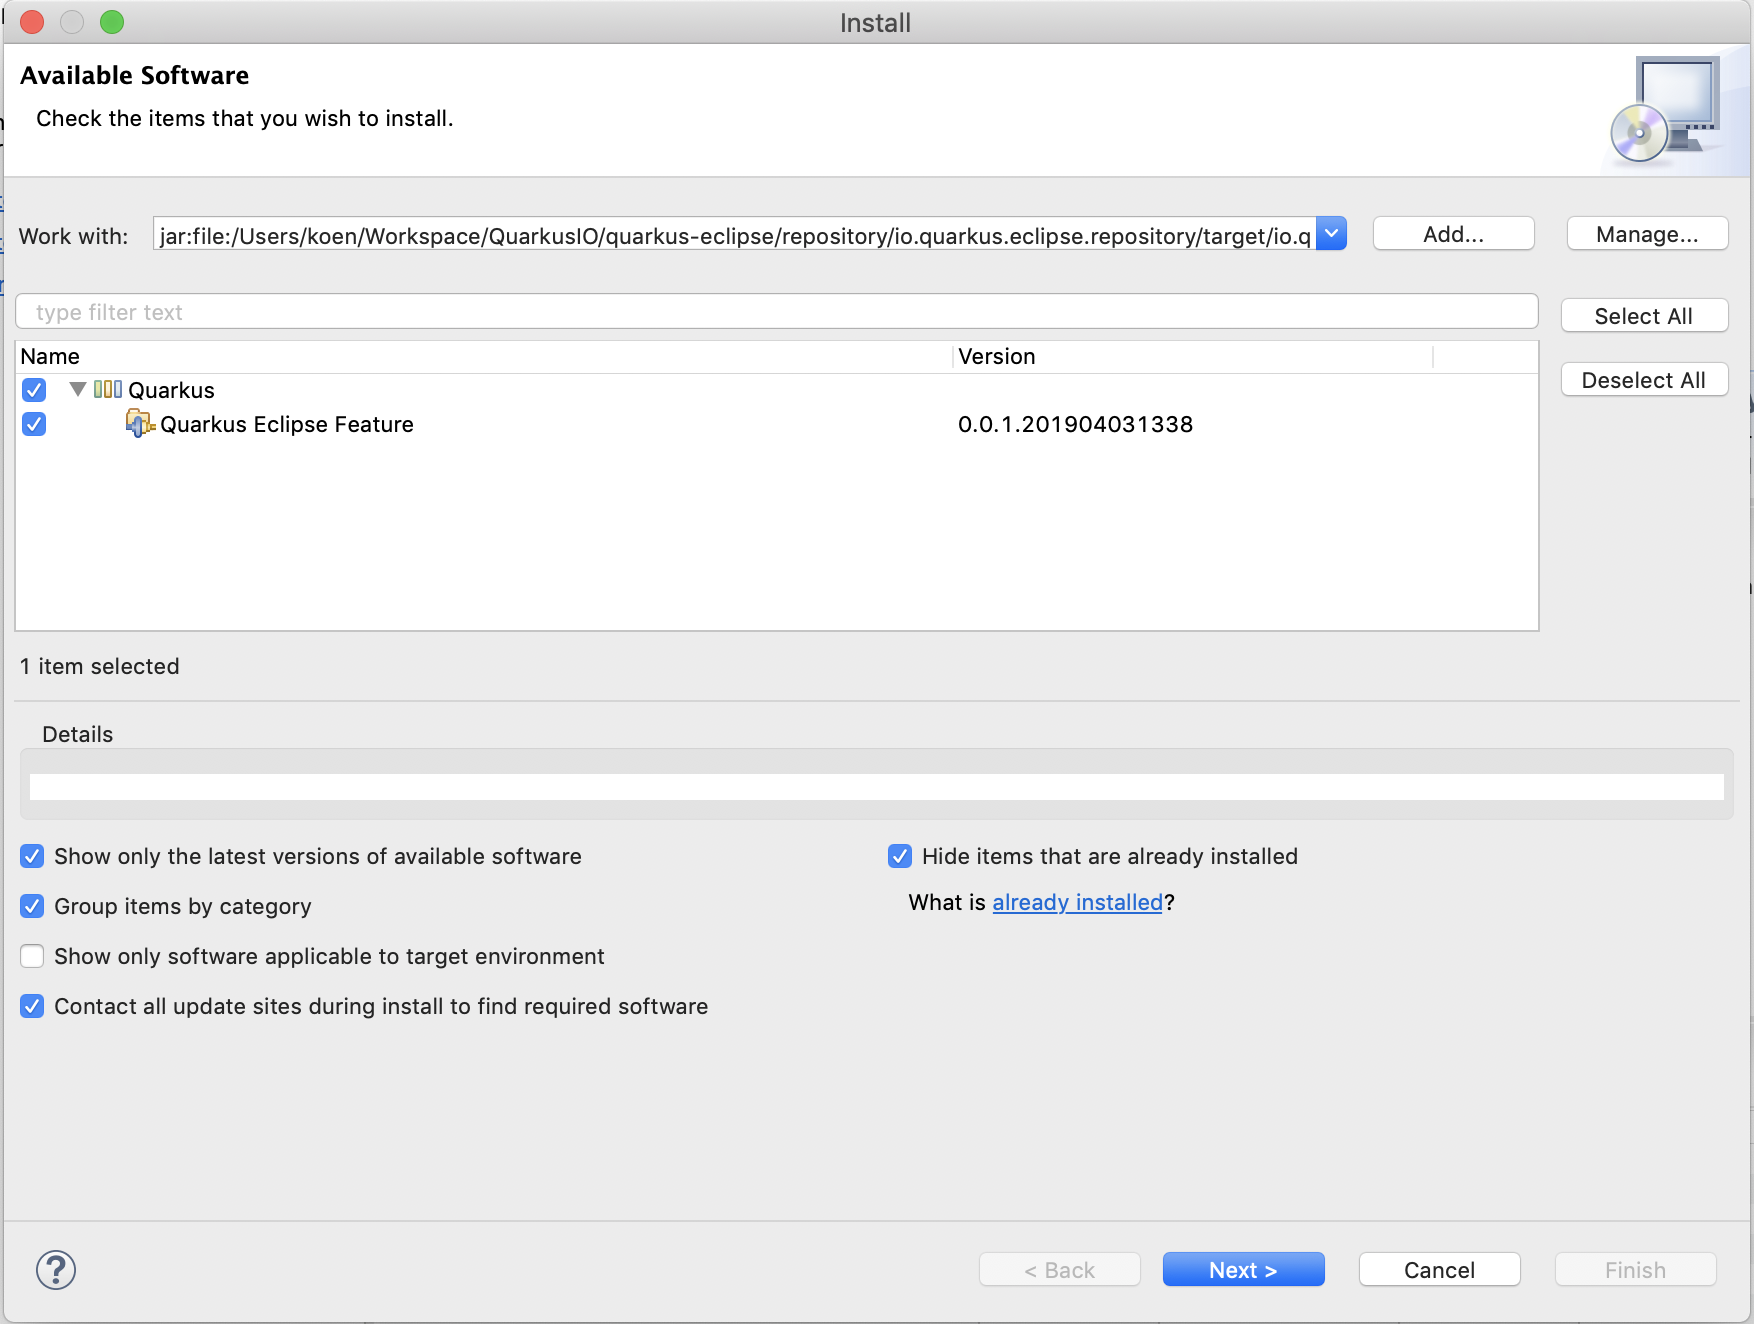 Install
Available Software
Check the items that you wish to install.
Work with: jar:file:/Users/koen/Workspace/QuarkusIO/quarkus-eclipse/repository/io.quarkus.eclipse.repository/target/io.q Add... Manage...
type filter text Select All
Name Version
Deselect All
Quarkus
Quarkus Eclipse Feature 0.0.1.201904031338
1 item selected
Details
Show only the latest versions of available software Hide items that are already installed
Group items by category What is already installed?
Show only software applicable to target environment
Contact all update sites during install to find required software
? < Back Next > Cancel Finish